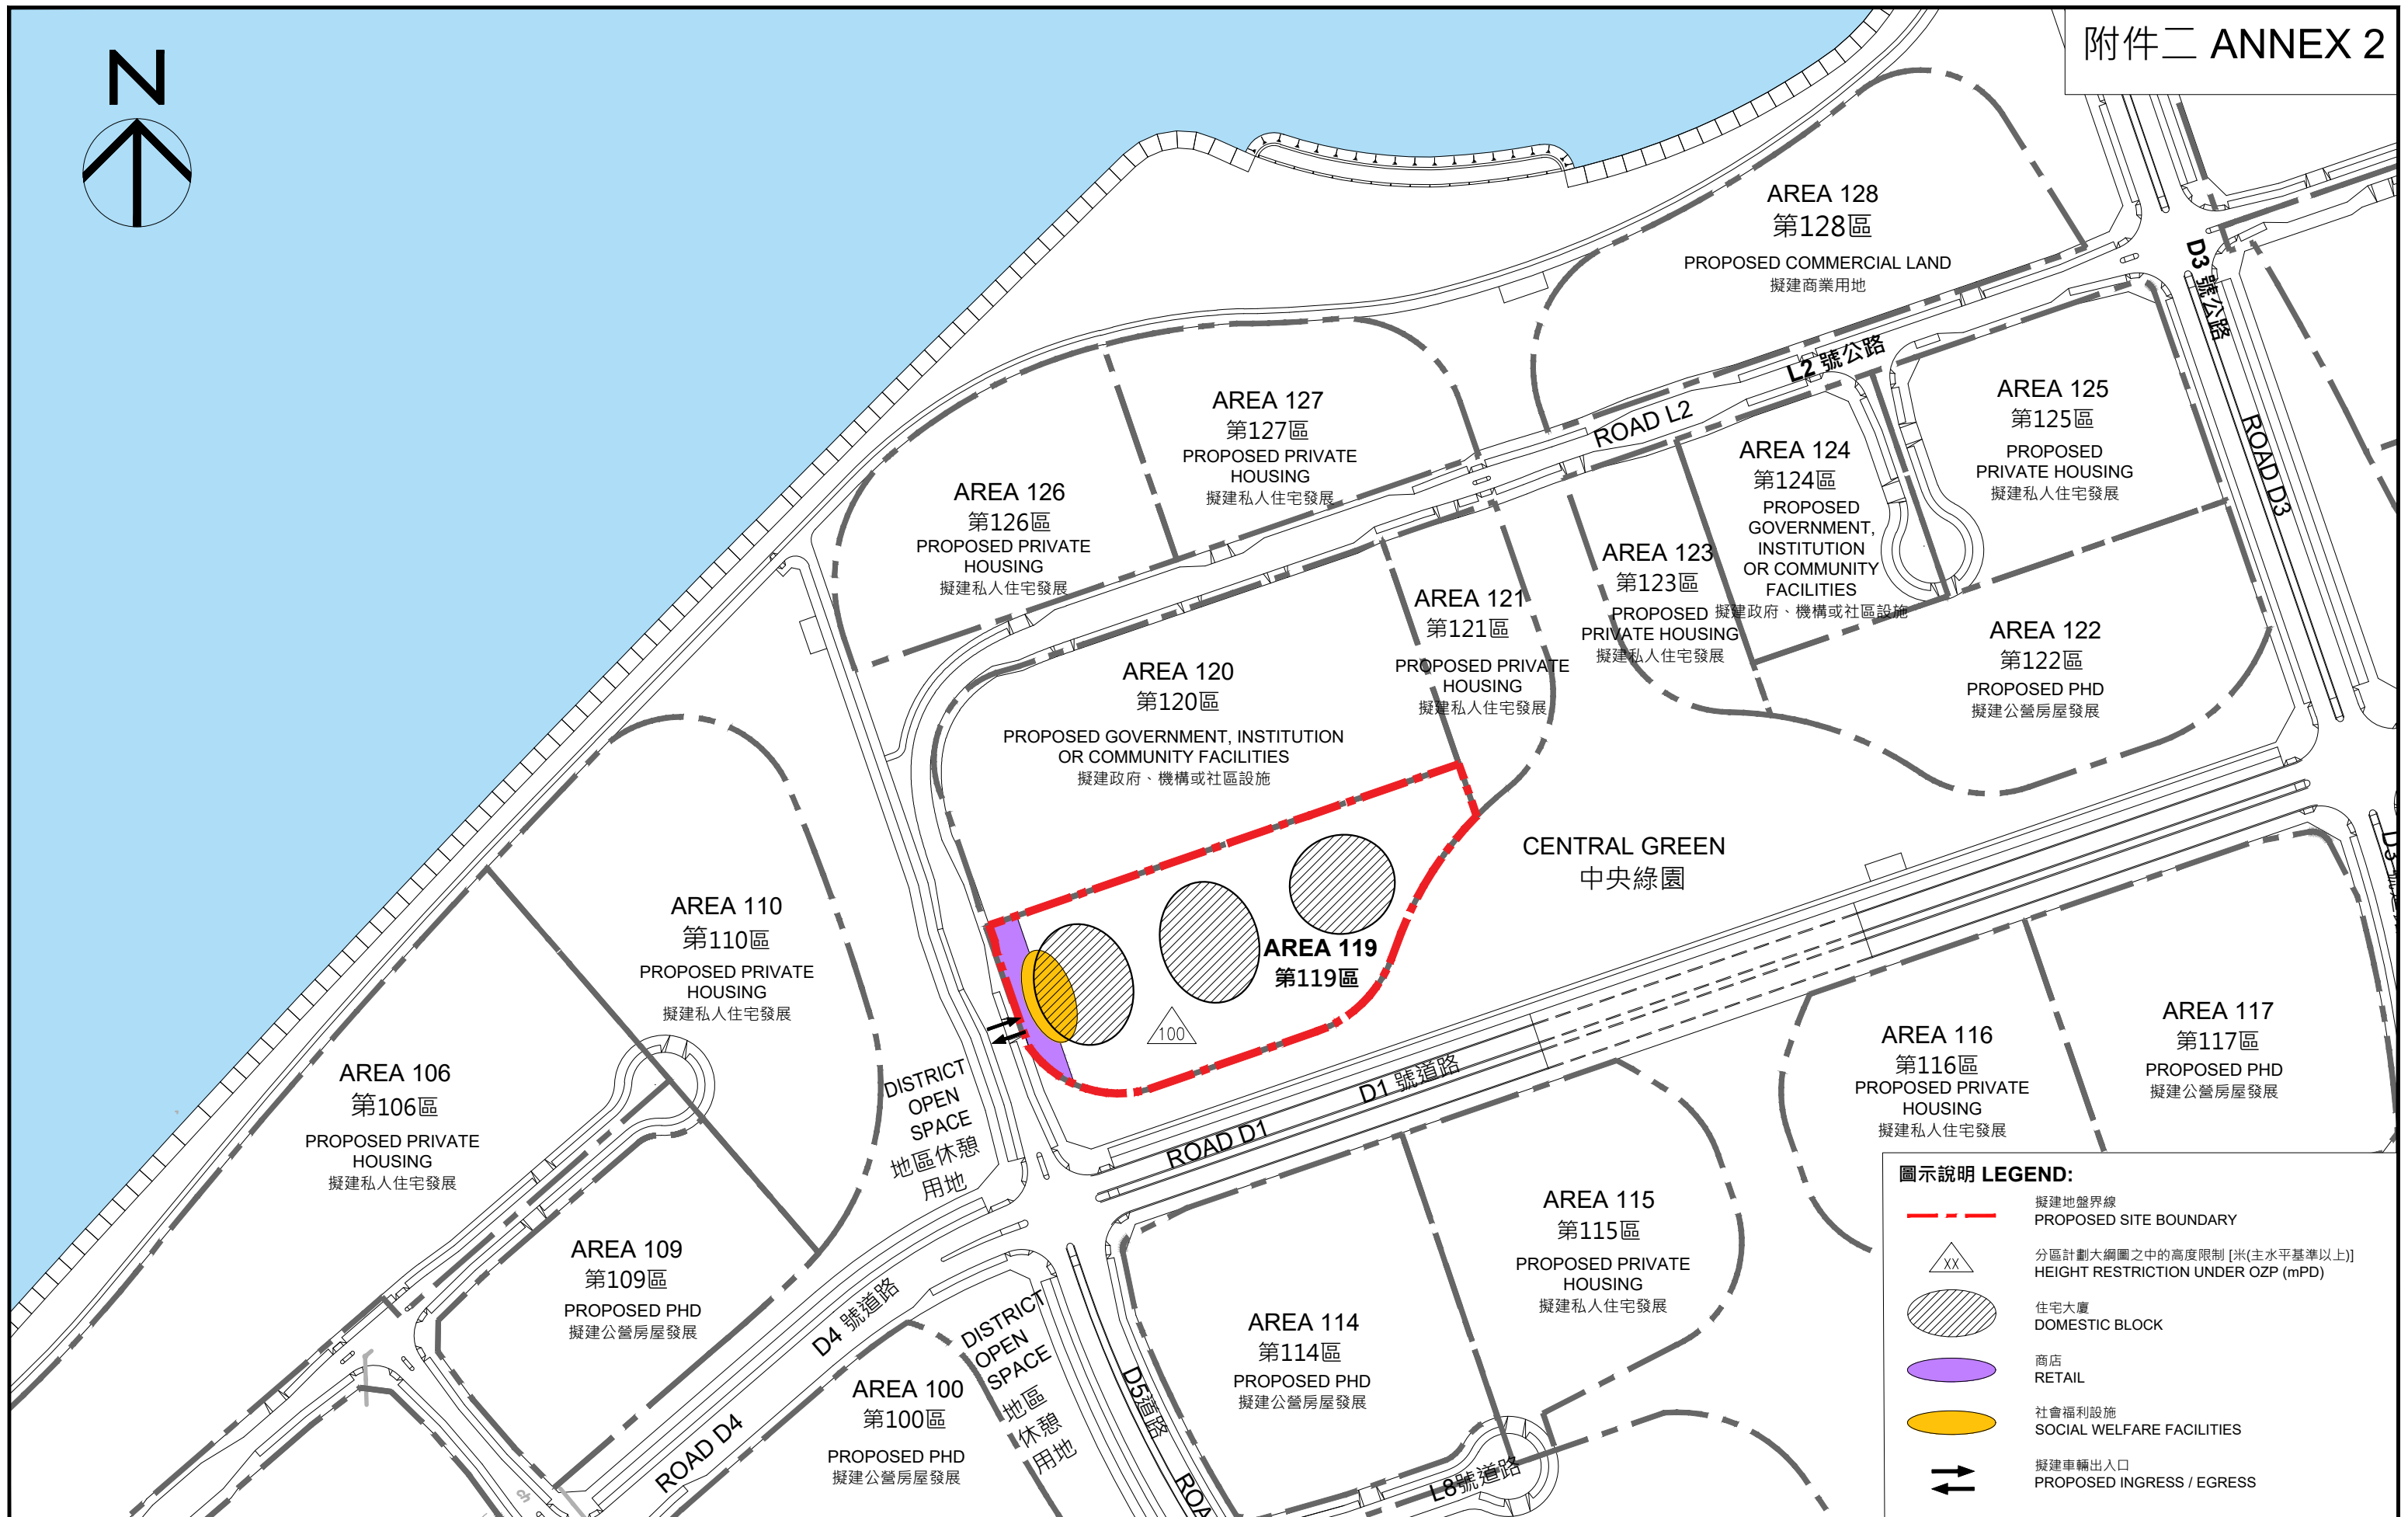 附件二 ANNEX 2
N
AREA 128
第128區
PROPOSED COMMERCIAL LAND
擬建商業用地
D3 號公路
L2 號公路
ROAD L2
ROAD D3
AREA 127
第127區
PROPOSED PRIVATE
HOUSING
擬建私人住宅發展
AREA 126
第126區
PROPOSED PRIVATE
HOUSING
擬建私人住宅發展
AREA 125
第125區
PROPOSED
PRIVATE HOUSING
擬建私人住宅發展
AREA 124
第124區
PROPOSED
GOVERNMENT,
INSTITUTION
OR COMMUNITY
FACILITIES
擬建政府、機構或社區設施
AREA 123
第123區
PROPOSED
PRIVATE HOUSING
擬建私人住宅發展
AREA 121
第121區
PROPOSED PRIVATE
HOUSING
擬建私人住宅發展
AREA 122
第122區
PROPOSED PHD
擬建公營房屋發展
AREA 120
第120區
PROPOSED GOVERNMENT, INSTITUTION
OR COMMUNITY FACILITIES
擬建政府、機構或社區設施
CENTRAL GREEN
中央綠園
AREA 119
第119區
100
AREA 110
第110區
PROPOSED PRIVATE
HOUSING
擬建私人住宅發展
AREA 106
第106區
PROPOSED PRIVATE
HOUSING
擬建私人住宅發展
DISTRICT
OPEN
SPACE
地區休憩
用地
ROAD D1
D1 號道路
AREA 116
第116區
PROPOSED PRIVATE
HOUSING
擬建私人住宅發展
AREA 117
第117區
PROPOSED PHD
擬建公營房屋發展
AREA 115
第115區
PROPOSED PRIVATE
HOUSING
擬建私人住宅發展
AREA 109
第109區
PROPOSED PHD
擬建公營房屋發展
D4 號道路
ROAD D4
AREA 100
第100區
PROPOSED PHD
擬建公營房屋發展
DISTRICT
OPEN
SPACE
地區
休憩
用地
D5道路
AREA 114
第114區
PROPOSED PHD
擬建公營房屋發展
L8號道路
圖示說明 LEGEND:
擬建地盤界線
PROPOSED SITE BOUNDARY
XX
分區計劃大綱圖之中的高度限制 [米(主水平基準以上)]
HEIGHT RESTRICTION UNDER OZP (mPD)
住宅大廈
DOMESTIC BLOCK
商店
RETAIL
社會福利設施
SOCIAL WELFARE FACILITIES
擬建車輛出入口
PROPOSED INGRESS / EGRESS